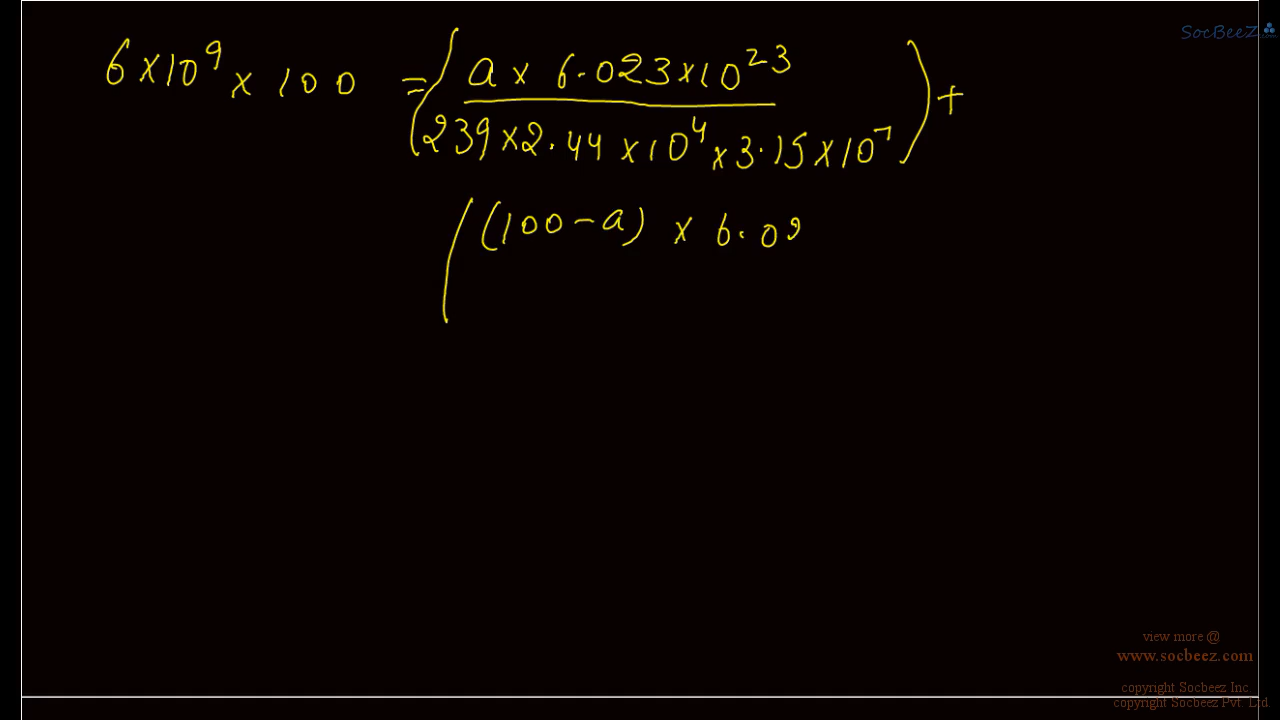 SocBeeZ
6×10⁹ × 100 = ( a × 6.023×10²³
) +
239×2.44×10⁴×3.15×10⁷
( (100-a) × 6.02
view more @
www.socbeez.com
copyright Socbeez Inc
copyright Socbeez Pvt Ltd